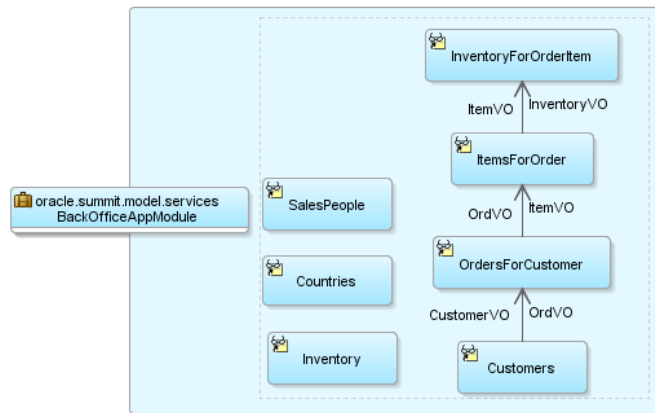 InventoryForOrderItem
ItemVO
InventoryVO
ItemsForOrder
oracle.summit.model.services
BackOfficeAppModule
SalesPeople
OrdVO
ItemVO
OrdersForCustomer
Countries
CustomerVO
OrdVO
Inventory
Customers